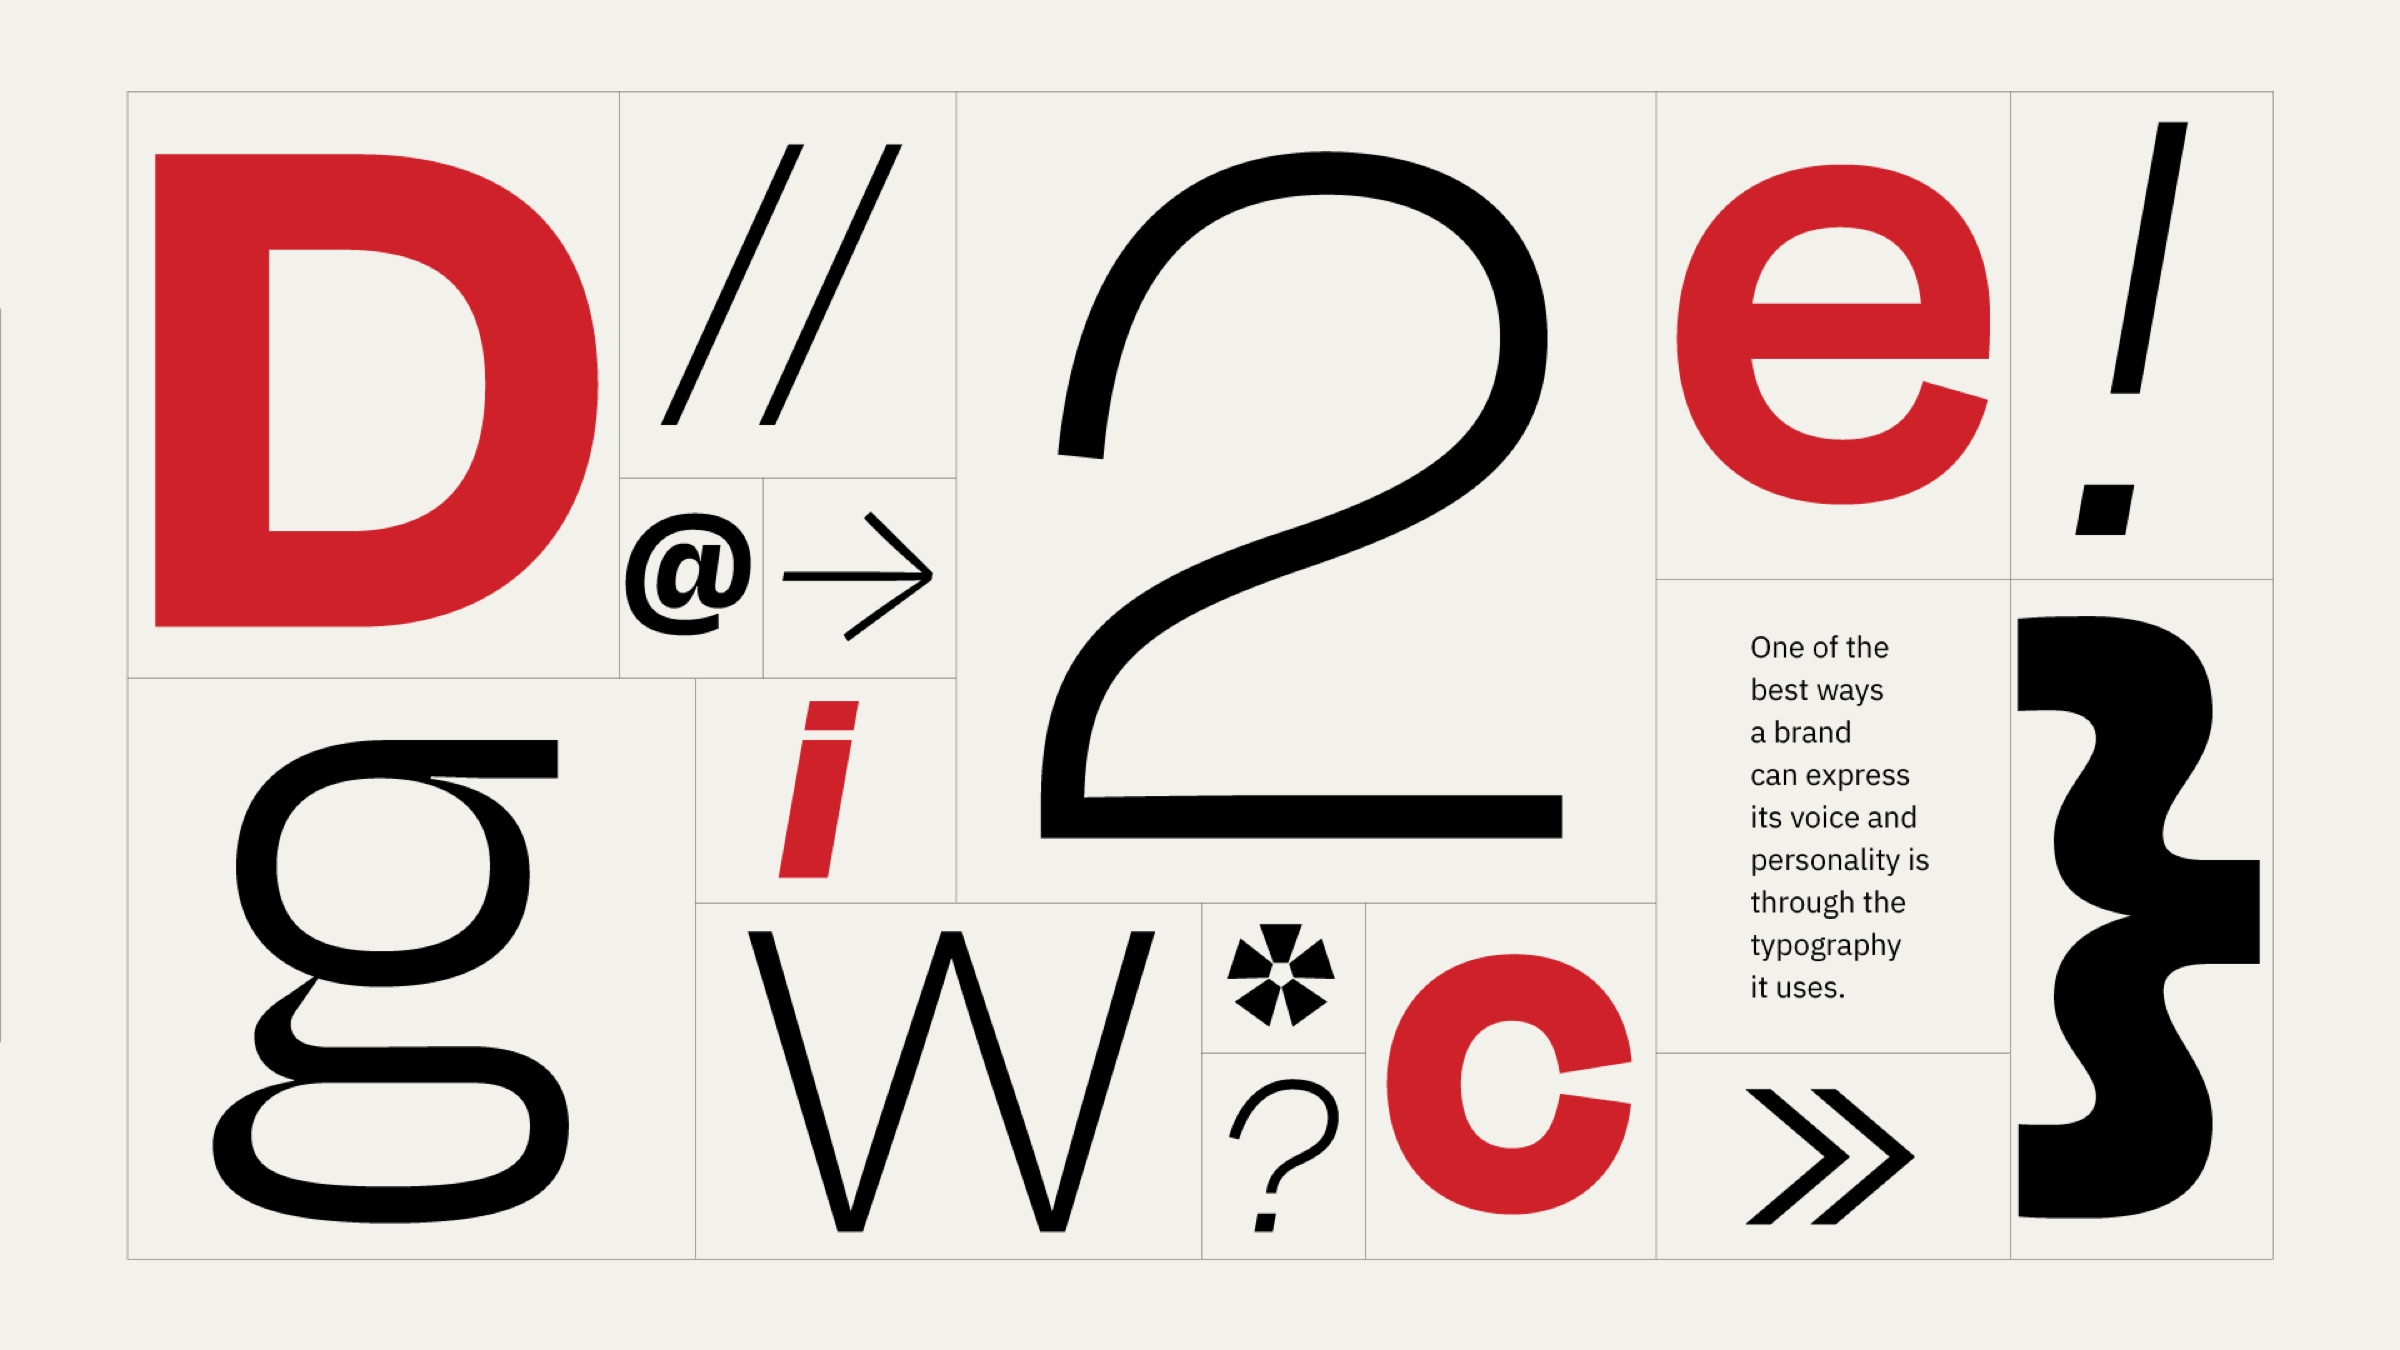 D
//
@
→
2
e
!
g
i
W
*
?
c
One of the
best ways
a brand
can express
its voice and
personality is
through the
typography
it uses.
»
}